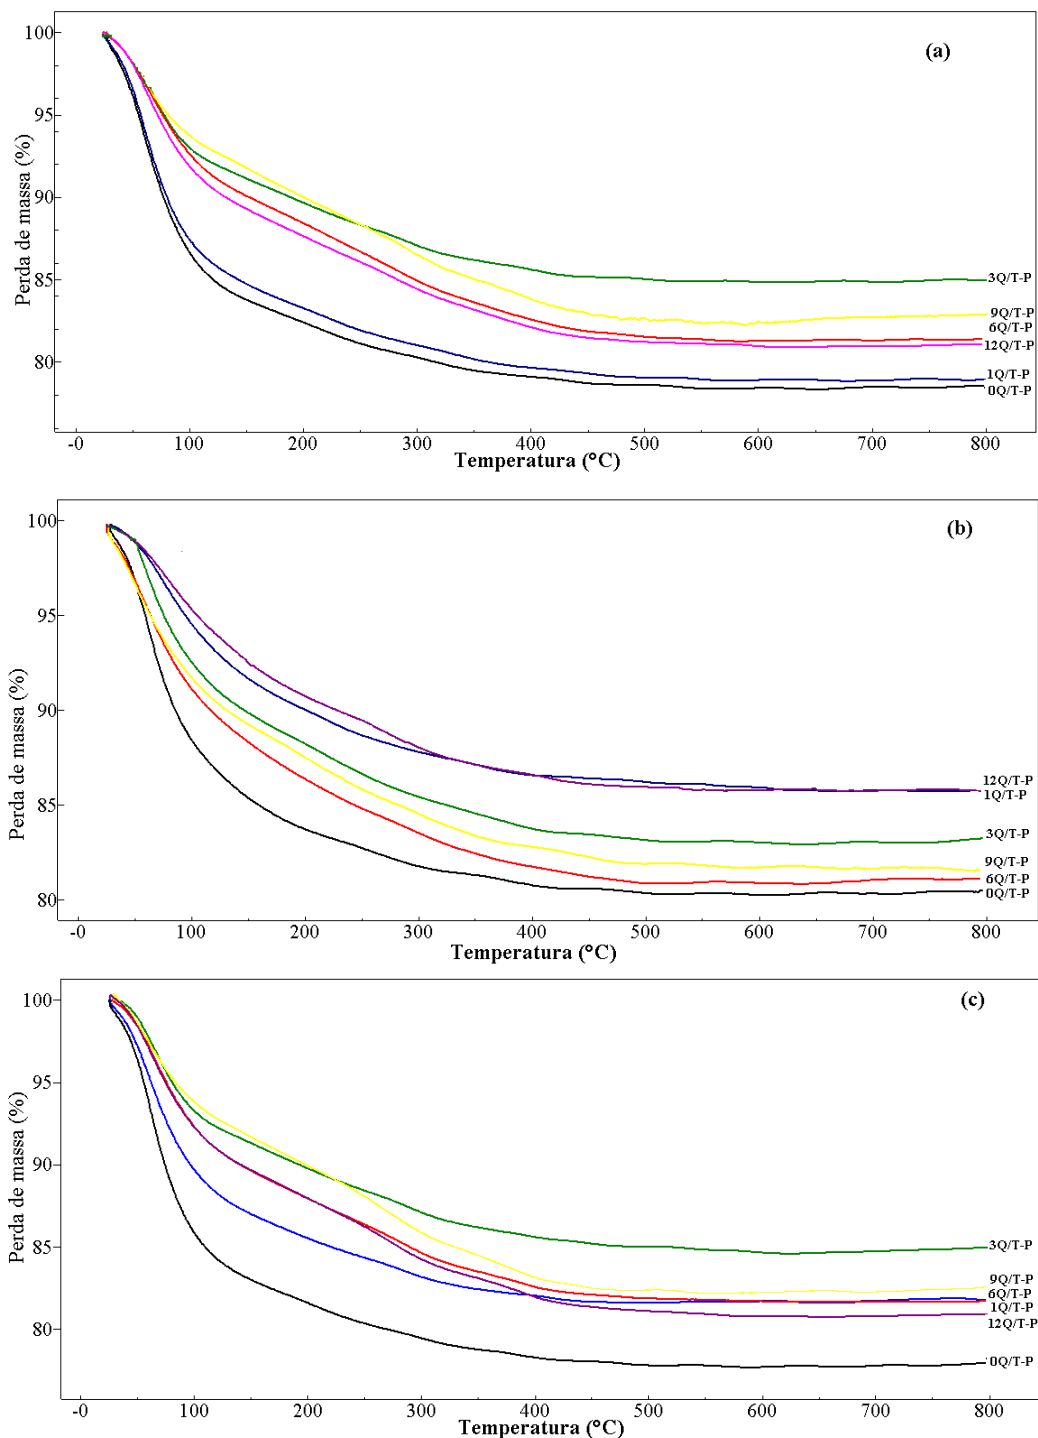 (a)
100
95
90
85
80
Perda de massa (%)
3Q/T-P
9Q/T-P
6Q/T-P
12Q/T-P
1Q/T-P
0Q/T-P
-0 100 200 300 400 500 600 700 800
Temperatura (°C)
(b)
100
95
90
85
80
Perda de massa (%)
12Q/T-P
1Q/T-P
3Q/T-P
9Q/T-P
6Q/T-P
0Q/T-P
-0 100 200 300 400 500 600 700 800
Temperatura (°C)
(c)
100
95
90
85
80
Perda de massa (%)
3Q/T-P
9Q/T-P
6Q/T-P
1Q/T-P
12Q/T-P
0Q/T-P
-0 100 200 300 400 500 600 700 800
Temperatura (°C)